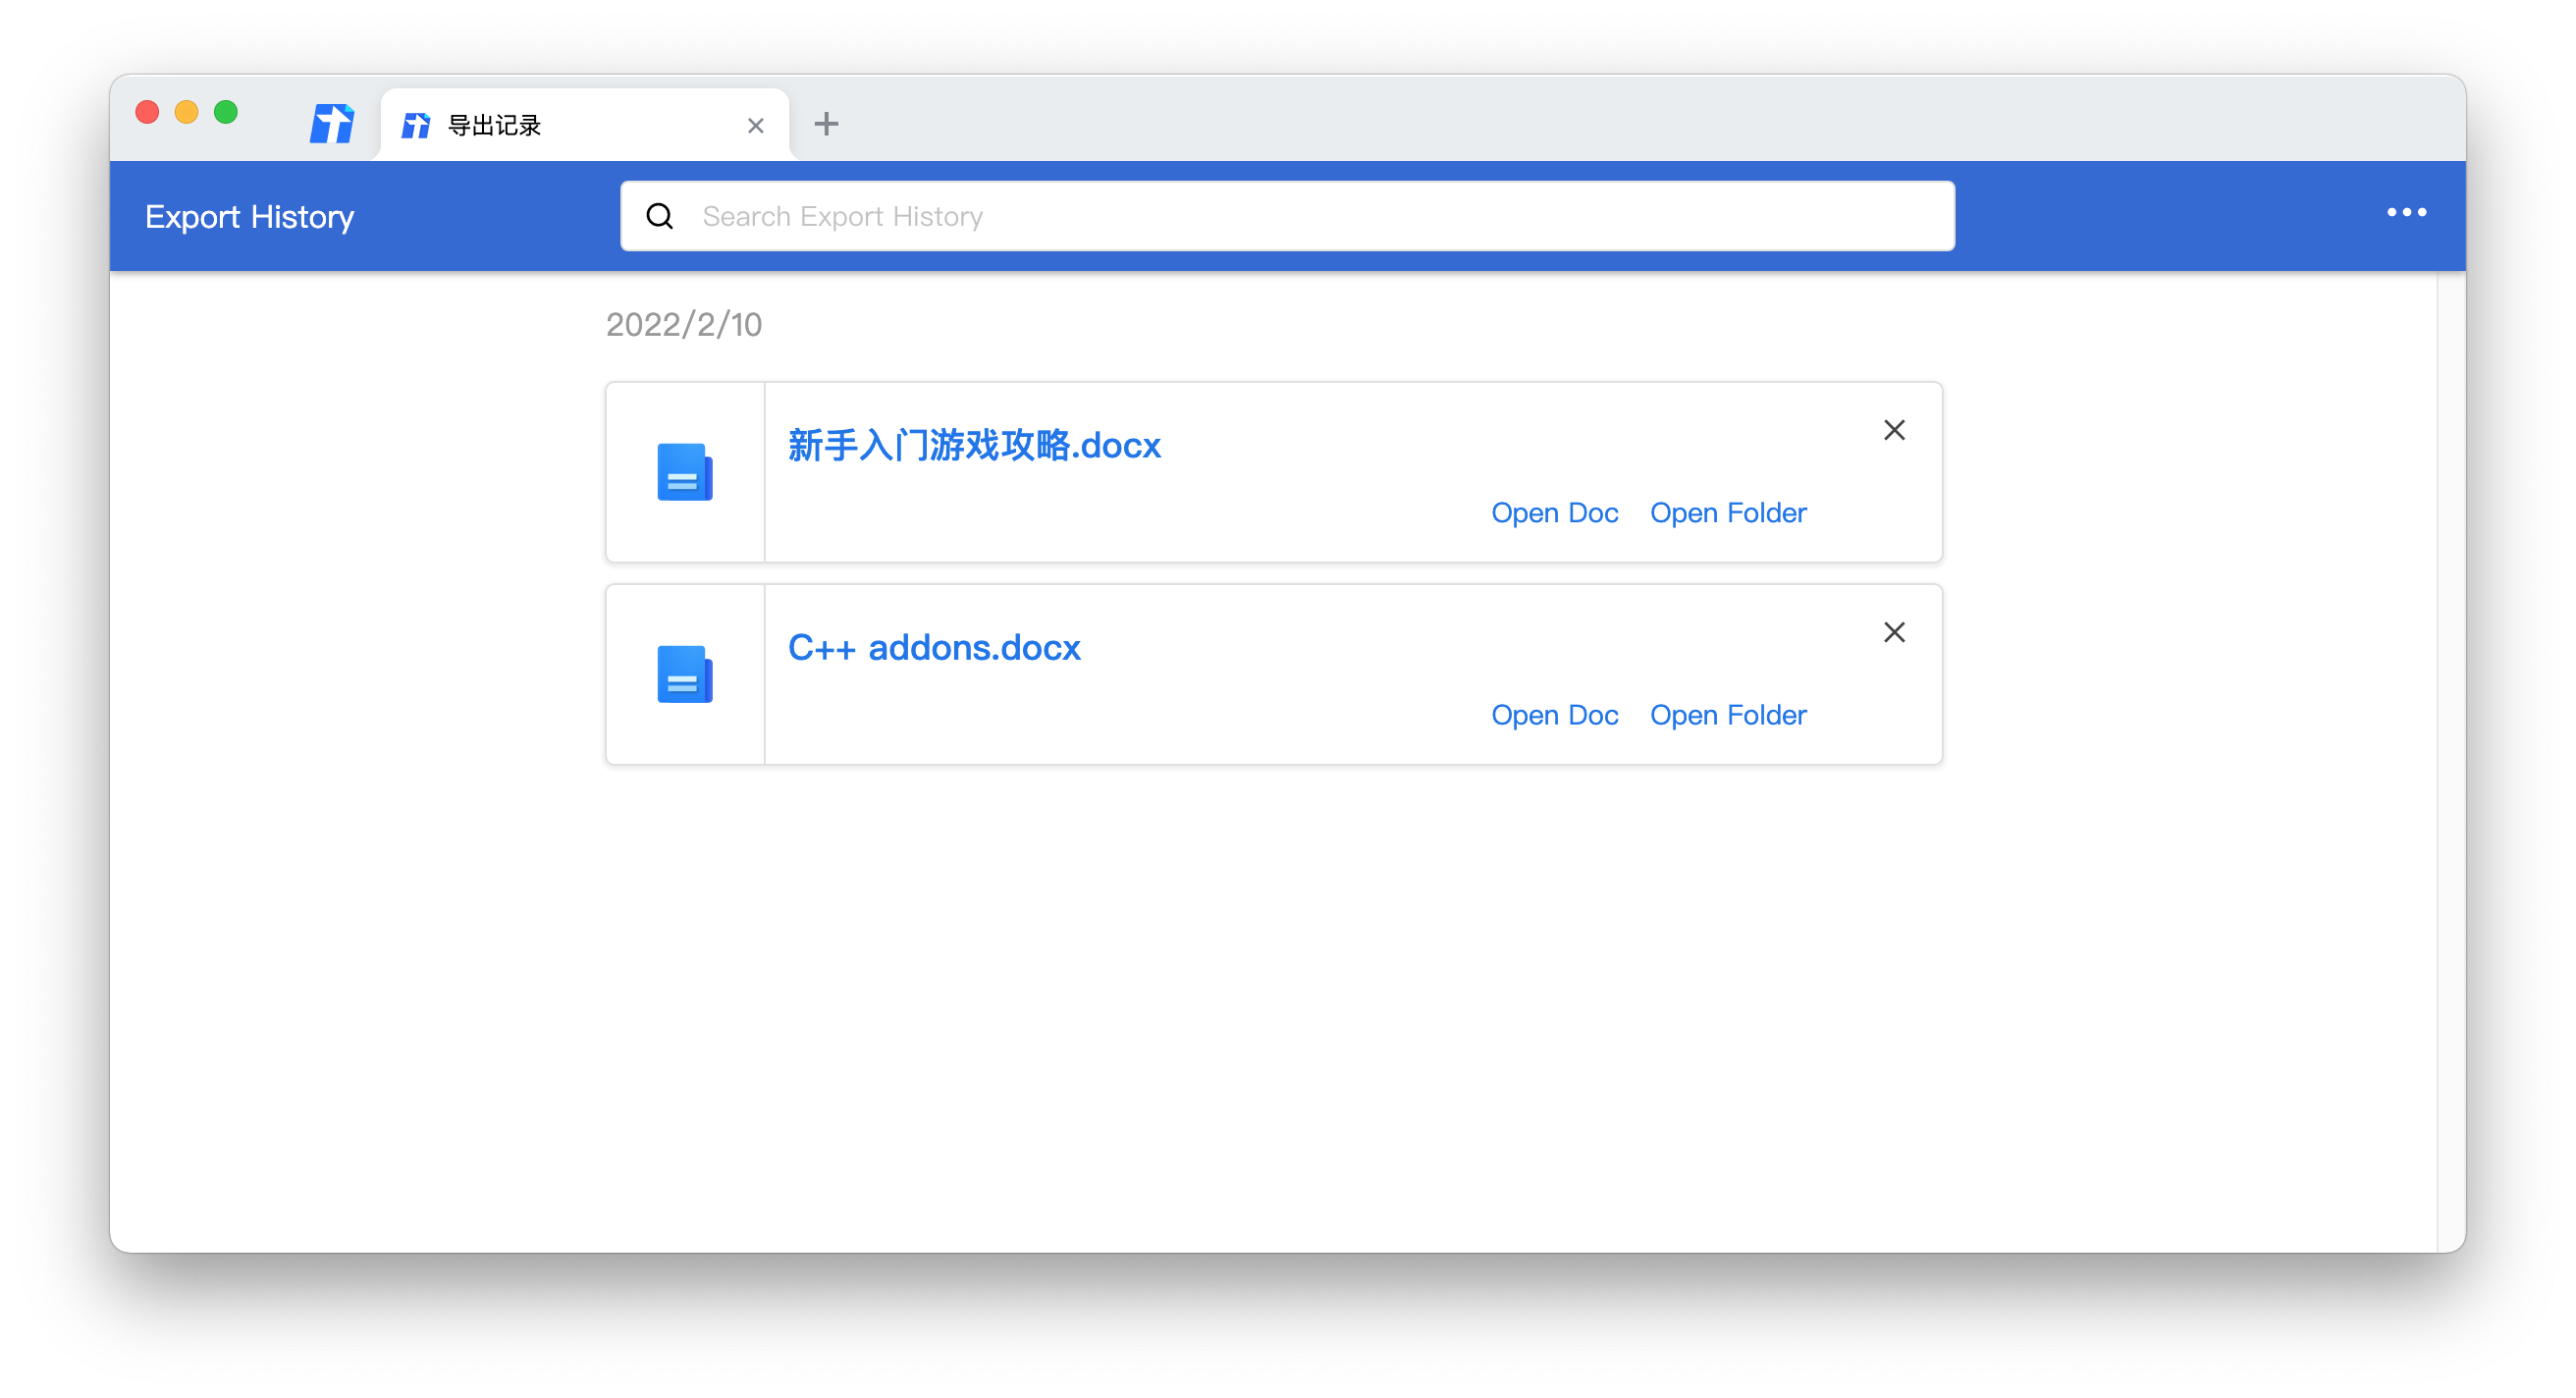 导出记录
Export History
Search Export History
2022/2/10
新手入门游戏攻略.docx
Open Doc Open Folder
C++ addons.docx
Open Doc Open Folder